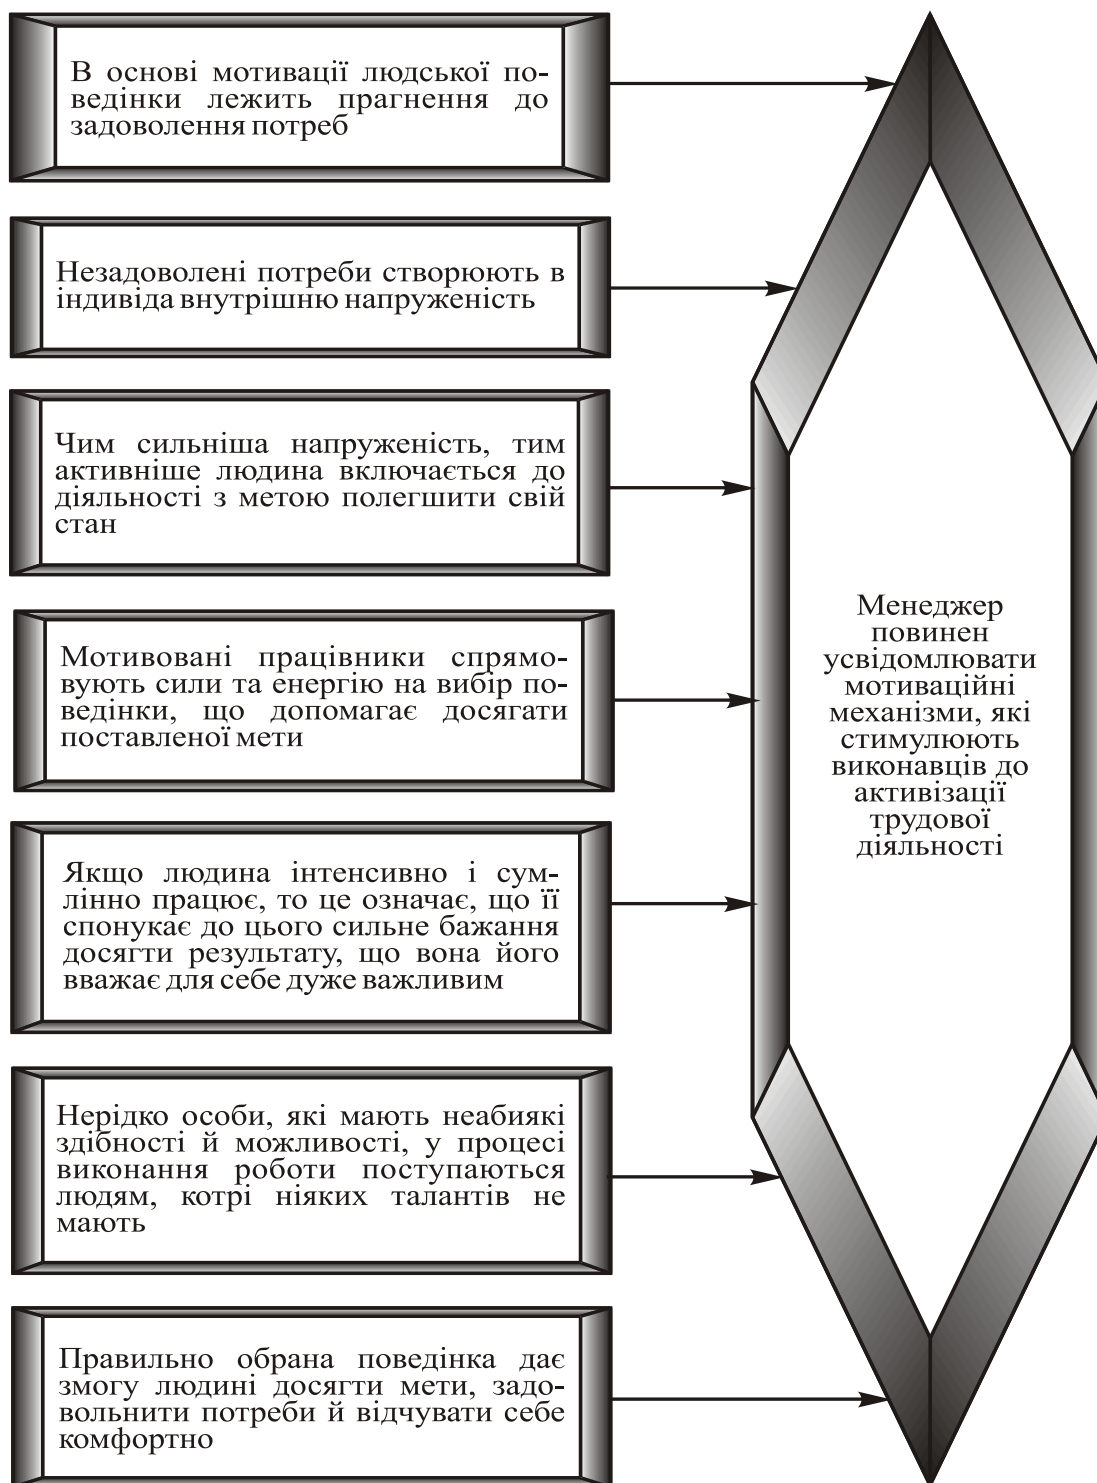 В основі мотивації людської по-
ведінки лежить прагнення до
задоволення потреб
Незадоволені потреби створюють в
індивіда внутрішню напруженість
Чим сильніша напруженість, тим
активніше людина включається до
діяльності з метою полегшити свій
стан
Мотивовані працівники спрямо-
вують сили та енергію на вибір по-
ведінки, що допомагає досягати
поставленої мети
Якщо людина інтенсивно і сум-
лінно працює, то це означає, що її
спонукає до цього сильне бажання
досягти результату, що вона його
вважає для себе дуже важливим
Нерідко особи, які мають неабиякі
здібності й можливості, у процесі
виконання роботи поступаються
людям, котрі ніяких талантів не
мають
Правильно обрана поведінка дає
змогу людині досягти мети, задо-
вольнити потреби й відчувати себе
комфортно
Менеджер
повинен
усвідомлювати
мотиваційні
механізми, які
стимулюють
виконавців до
активізації
трудової
діяльності